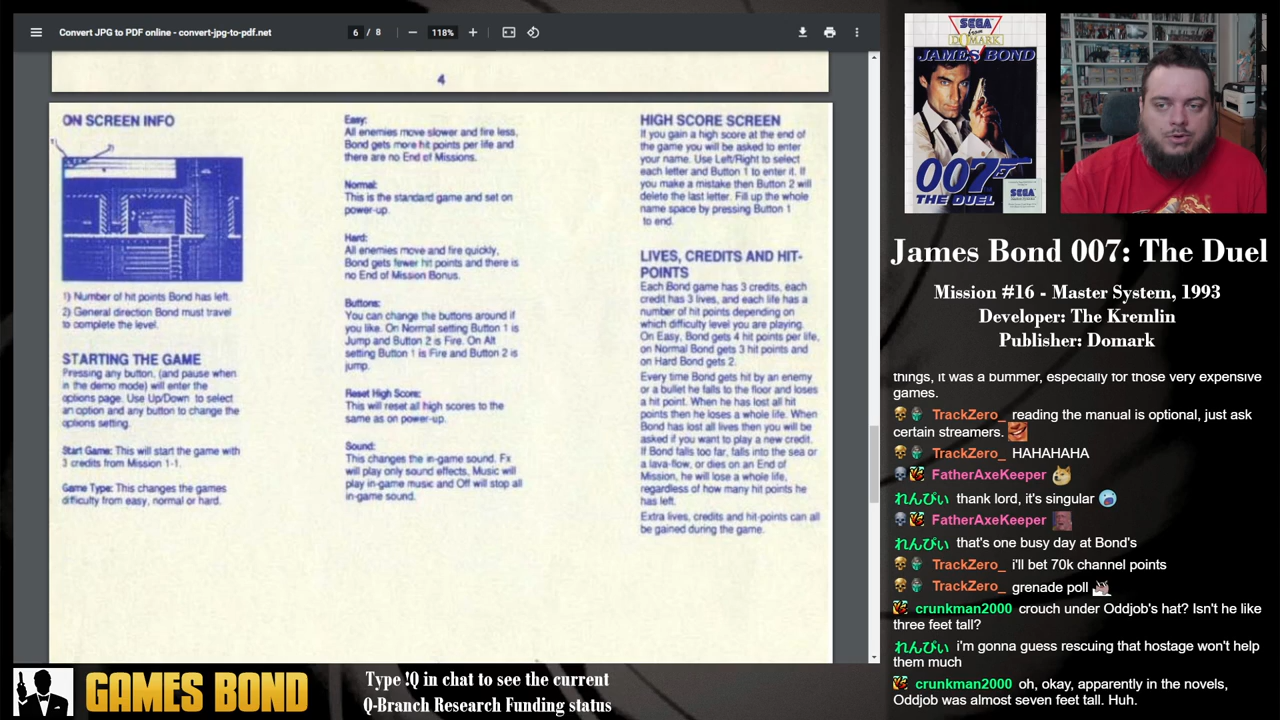 Convert JPG to PDF online - convert-jpg-to-pdf.net
6 / 8
118%
4
ON SCREEN INFO
1) 2)
1) Number of hit points Bond has left.
2) General direction Bond must travel
to complete the level.
STARTING THE GAME
Pressing any button, (and pause when
in the demo mode) will enter the
options page. Use Up/Down to select
an option and any button to change the
options setting.
Start Game: This will start the game with
3 credits from Mission 1-1.
Game Type: This changes the games
difficulty from easy, normal or hard.
Easy:
All enemies move slower and fire less,
Bond gets more hit points per life and
there are no End of Missions.
Normal:
This is the standard game and set on
power-up.
Hard:
All enemies move and fire quickly,
Bond gets fewer hit points and there is
no End of Mission Bonus.
Buttons:
You can change the buttons around if
you like. On Normal setting Button 1 is
Jump and Button 2 is Fire. On Alt
setting Button 1 is Fire and Button 2 is
jump.
Reset High Score:
This will reset all high scores to the
same as on power-up.
Sound:
This changes the in-game sound. Fx
will play only sound effects, Music will
play in-game music and Off will stop all
in-game sound.
HIGH SCORE SCREEN
If you gain a high score at the end of
the game you will be asked to enter
your name. Use Left/Right to select
each letter and Button 1 to enter it. If
you make a mistake then Button 2 will
delete the last letter. Fill up the whole
name space by pressing Button 1
to end.
LIVES, CREDITS AND HIT-
POINTS
Each Bond game has 3 credits, each
credit has 3 lives, and each life has a
number of hit points depending on
which difficulty level you are playing.
On Easy, Bond gets 4 hit points per life,
on Normal Bond gets 3 hit points and
on Hard Bond gets 2.
Every time Bond gets hit by an enemy
or a bullet he falls to the floor and loses
a hit point. When he has lost all hit
points then he loses a whole life. When
Bond has lost all lives then you will be
asked if you want to play a new credit.
If Bond falls too far, falls into the sea or
a lava-flow, or dies on an End of
Mission, he will lose a whole life,
regardless of how many hit points he
has left.
Extra lives, credits and hit-points can all
be gained during the game.
SEGA
from
DOMARK
JAMES BOND
007
THE DUEL
SEGA
James Bond 007: The Duel
Mission #16 - Master System, 1993
Developer: The Kremlin
Publisher: Domark
things, it was a bummer, especially for those very expensive
games.
TrackZero_ reading the manual is optional, just ask
certain streamers.
TrackZero_ HAHAHAHA
FatherAxeKeeper
れんぴぃ thank lord, it's singular
FatherAxeKeeper
れんぴぃ that's one busy day at Bond's
TrackZero_ i'll bet 70k channel points
TrackZero_ grenade poll
crunkman2000 crouch under Oddjob's hat? Isn't he like
three feet tall?
れんぴぃ i'm gonna guess rescuing that hostage won't help
them much
crunkman2000 oh, okay, apparently in the novels,
Oddjob was almost seven feet tall. Huh.
GAMES BOND
Type !Q in chat to see the current
Q-Branch Research Funding status